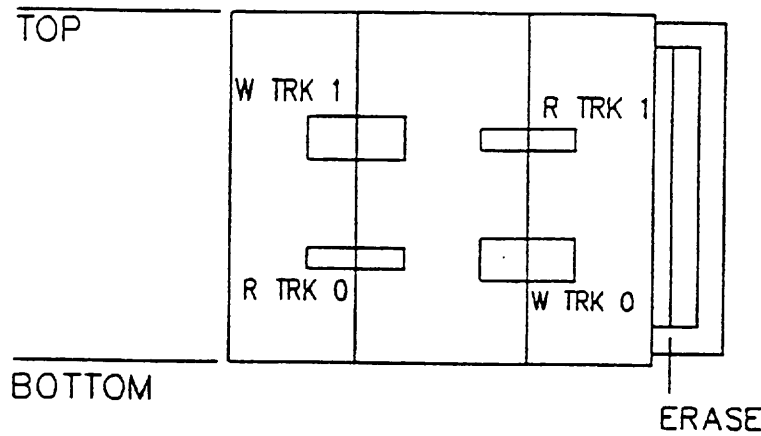 TOP
W TRK 1
R TRK 1
R TRK 0
W TRK 0
BOTTOM
ERASE